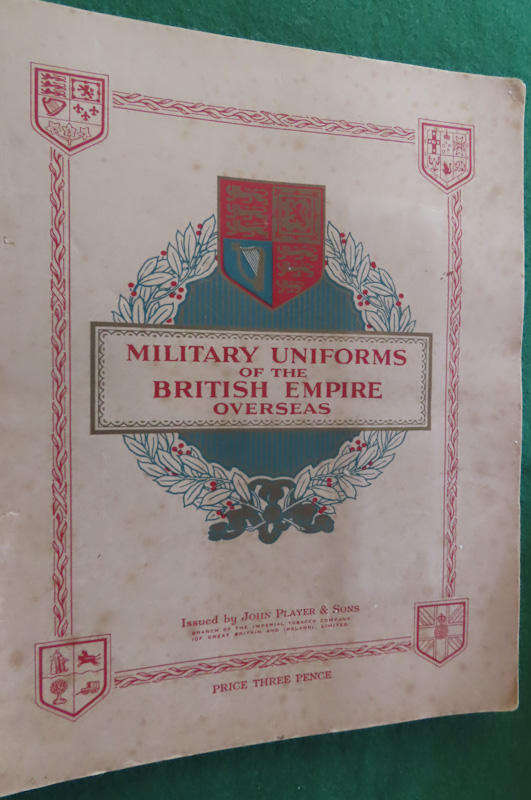 MILITARY UNIFORMS
OF THE
BRITISH EMPIRE
OVERSEAS
Issued by JOHN PLAYER & SONS
BRANCH OF THE IMPERIAL TOBACCO COMPANY
(OF GREAT BRITAIN AND IRELAND), LIMITED
PRICE THREE PENCE